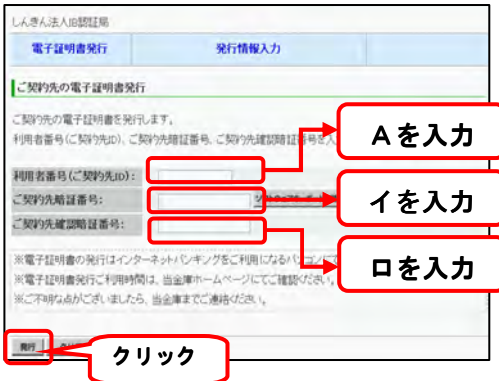 しんきん法人IB認証局
電子証明書発行 発行情報入力
ご契約先の電子証明書発行
ご契約先の電子証明書を発行します。
利用者番号(ご契約先ID)、ご契約先暗証番号、ご契約先確認暗証番号を入
Aを入力
利用者番号(ご契約先ID):
ご契約先暗証番号:
イを入力
ご契約先確認暗証番号:
ロを入力
※電子証明書の発行はインターネットバンキングをご利用になるパソコンにて
※電子証明書発行ご利用時間は、当金庫ホームページにてご確認ください。
※ご不明な点がございましたら、当金庫までご連絡ください。
発行
クリック